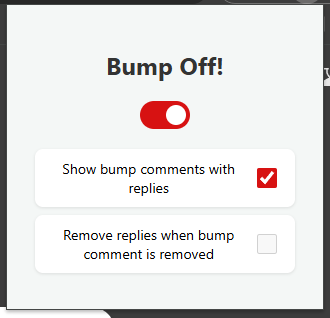 Bump Off!
Show bump comments with
replies
Remove replies when bump
comment is removed